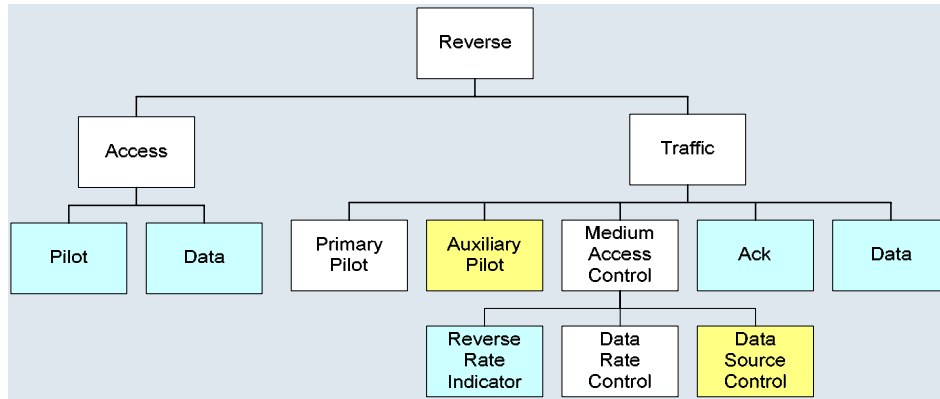 Reverse
Access
Traffic
Pilot
Data
Primary
Pilot
Auxiliary
Pilot
Medium
Access
Control
Ack
Data
Reverse
Rate
Indicator
Data
Rate
Control
Data
Source
Control